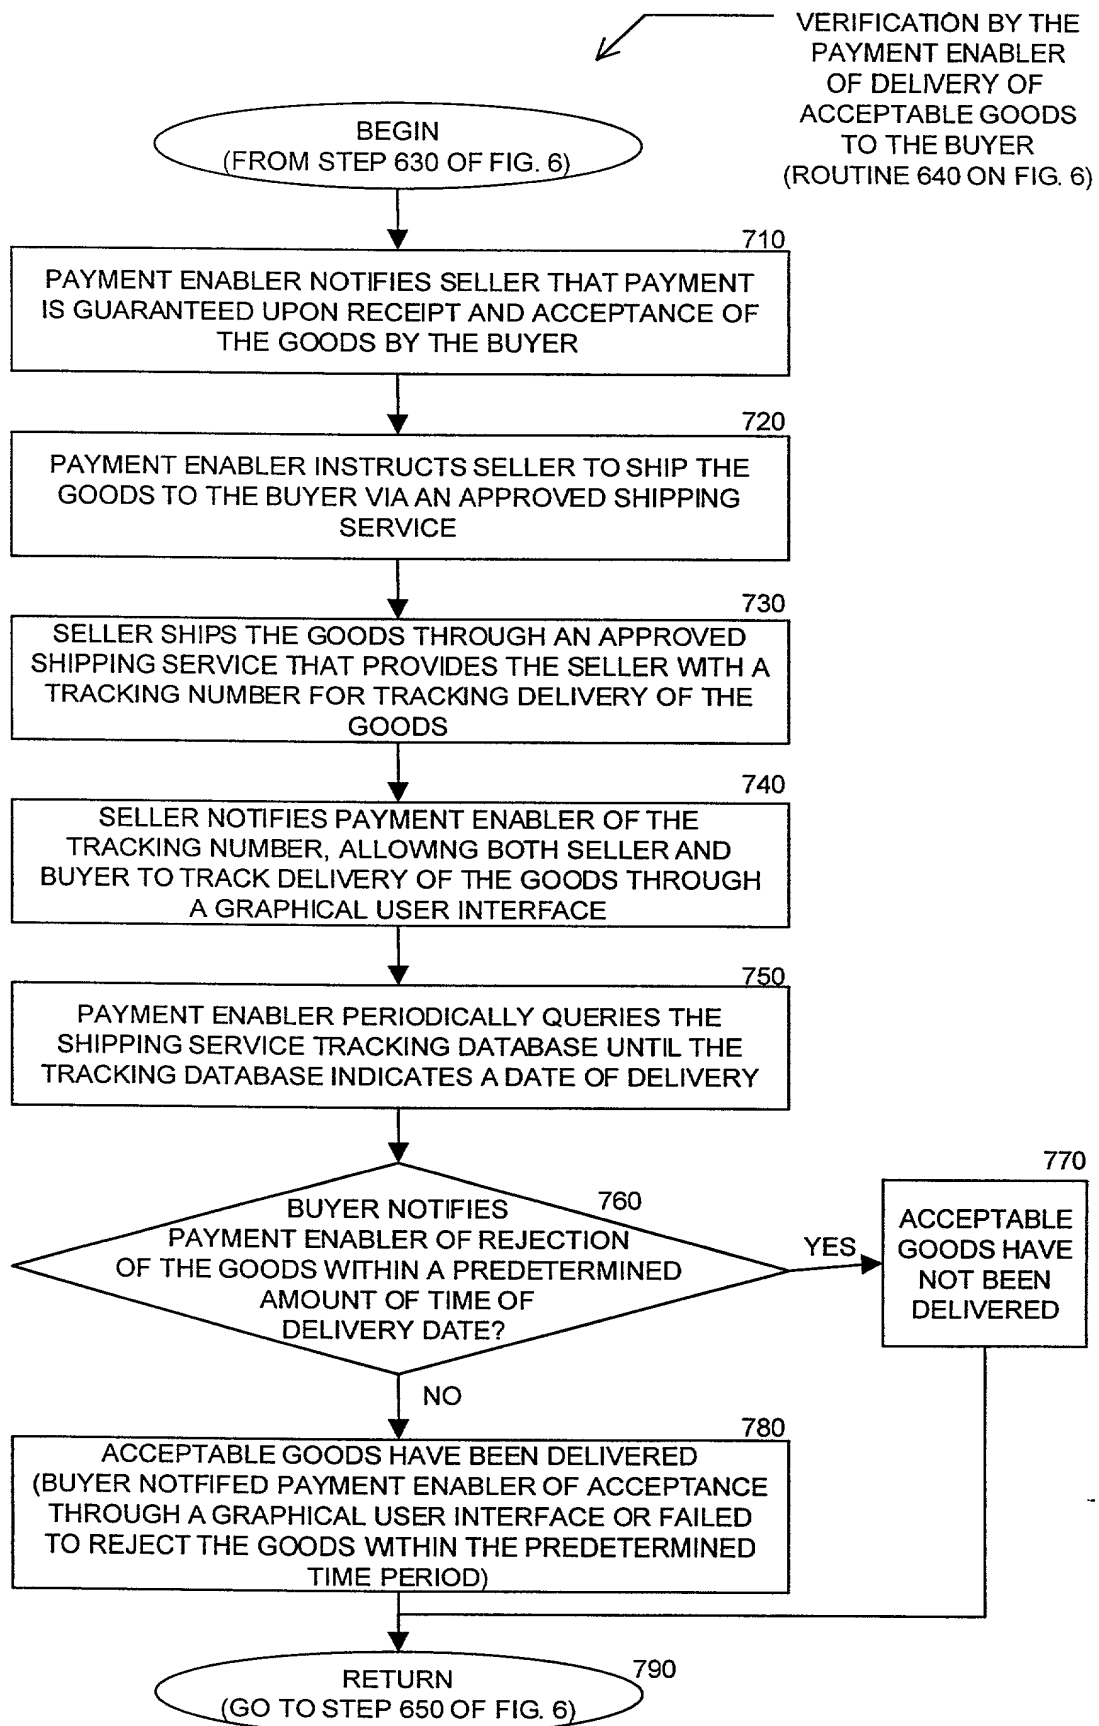 VERIFICATION BY THE
PAYMENT ENABLER
OF DELIVERY OF
ACCEPTABLE GOODS
TO THE BUYER
(ROUTINE 640 ON FIG. 6)
BEGIN
(FROM STEP 630 OF FIG. 6)
710
PAYMENT ENABLER NOTIFIES SELLER THAT PAYMENT
IS GUARANTEED UPON RECEIPT AND ACCEPTANCE OF
THE GOODS BY THE BUYER
720
PAYMENT ENABLER INSTRUCTS SELLER TO SHIP THE
GOODS TO THE BUYER VIA AN APPROVED SHIPPING
SERVICE
730
SELLER SHIPS THE GOODS THROUGH AN APPROVED
SHIPPING SERVICE THAT PROVIDES THE SELLER WITH A
TRACKING NUMBER FOR TRACKING DELIVERY OF THE
GOODS
740
SELLER NOTIFIES PAYMENT ENABLER OF THE
TRACKING NUMBER, ALLOWING BOTH SELLER AND
BUYER TO TRACK DELIVERY OF THE GOODS THROUGH
A GRAPHICAL USER INTERFACE
750
PAYMENT ENABLER PERIODICALLY QUERIES THE
SHIPPING SERVICE TRACKING DATABASE UNTIL THE
TRACKING DATABASE INDICATES A DATE OF DELIVERY
760
BUYER NOTIFIES
PAYMENT ENABLER OF REJECTION
OF THE GOODS WITHIN A PREDETERMINED
AMOUNT OF TIME OF
DELIVERY DATE?
YES
770
ACCEPTABLE
GOODS HAVE
NOT BEEN
DELIVERED
NO
780
ACCEPTABLE GOODS HAVE BEEN DELIVERED
(BUYER NOTFIFED PAYMENT ENABLER OF ACCEPTANCE
THROUGH A GRAPHICAL USER INTERFACE OR FAILED
TO REJECT THE GOODS WITHIN THE PREDETERMINED
TIME PERIOD)
RETURN
(GO TO STEP 650 OF FIG. 6)
790